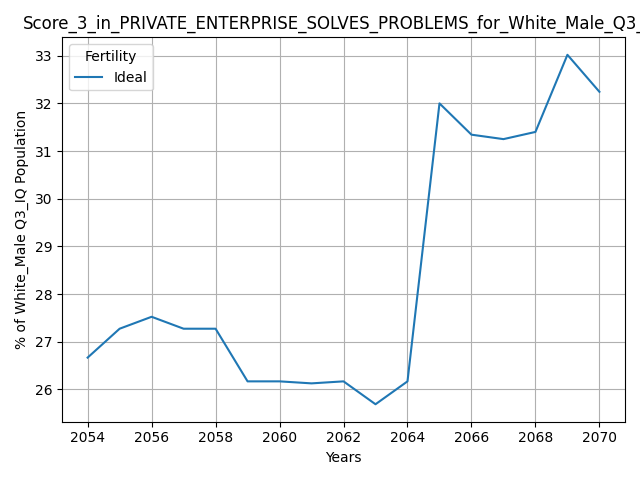 Score_3_in_PRIVATE_ENTERPRISE_SOLVES_PROBLEMS_for_White_Male_Q3_
Fertility
Ideal
33
32
31
30
29
28
27
26
% of White_Male Q3_IQ Population
2054 2056 2058 2060 2062 2064 2066 2068 2070
Years